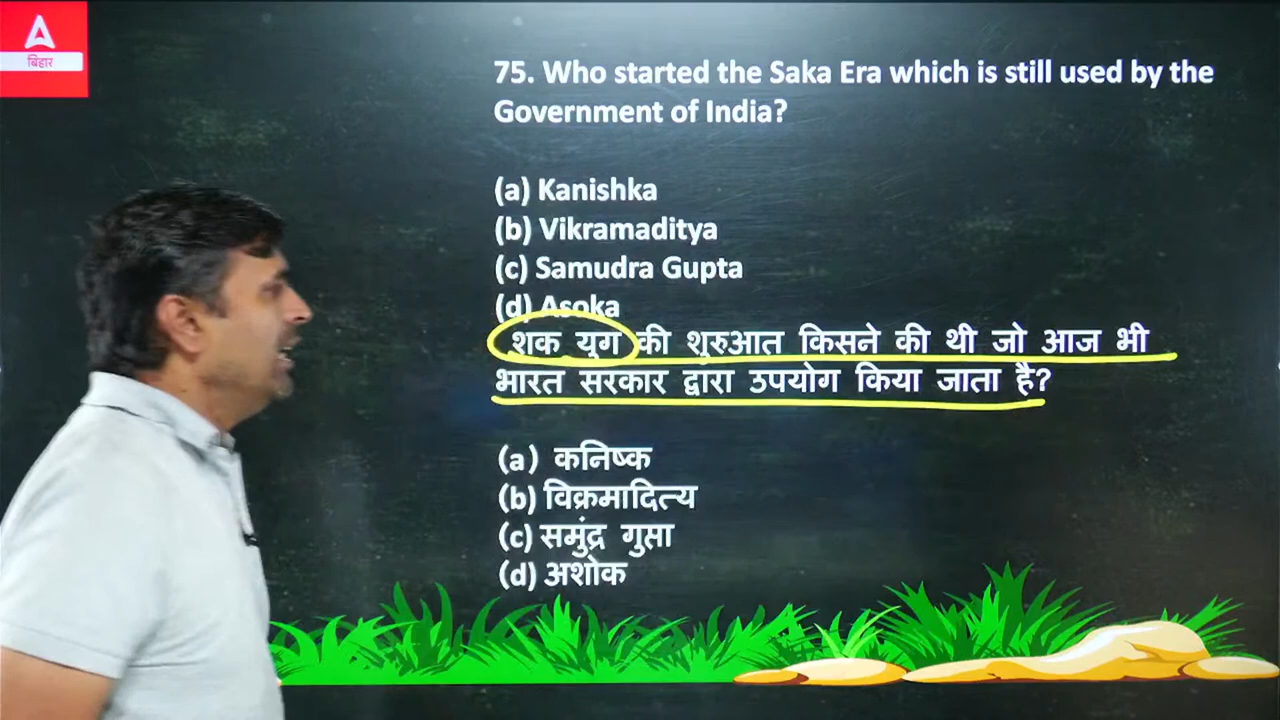 बिहार
75. Who started the Saka Era which is still used by the
Government of India?
(a) Kanishka
(b) Vikramaditya
(c) Samudra Gupta
(d) Asoka
शक युग की शुरुआत किसने की थी जो आज भी
भारत सरकार द्वारा उपयोग किया जाता है?
(a) कनिष्क
(b) विक्रमादित्य
(c) समुंद्र गुप्ता
(d) अशोक